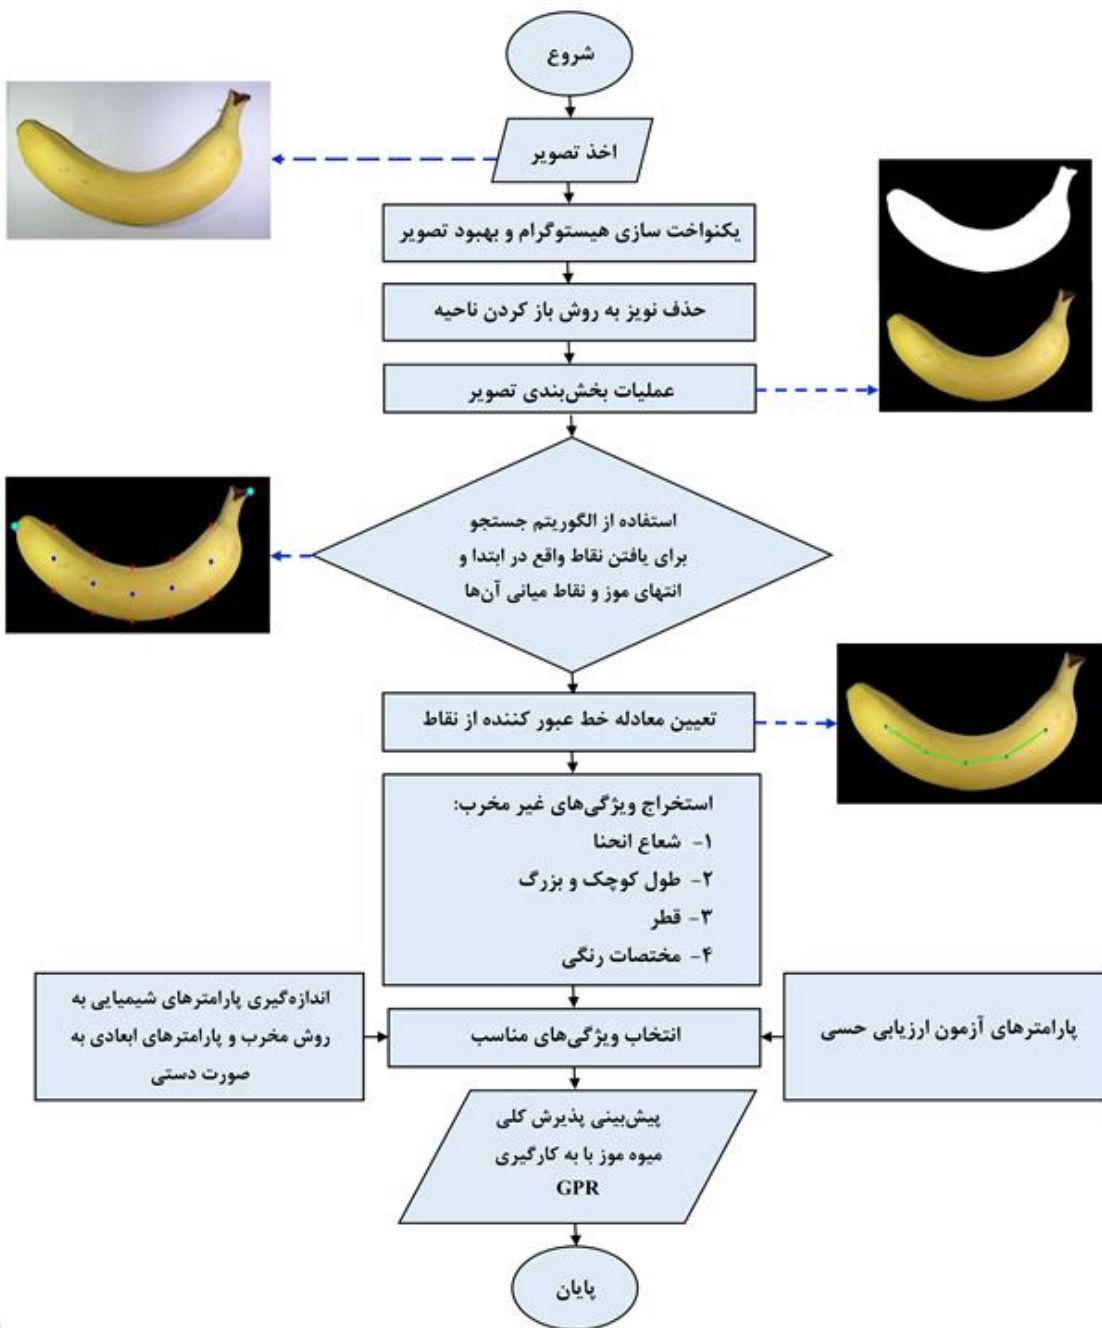 شروع
اخذ تصویر
یکنواخت سازی هیستوگرام و بهبود تصویر
حذف نویز به روش باز کردن ناحیه
عملیات بخش‌بندی تصویر
استفاده از الگوریتم جستجو
برای یافتن نقاط واقع در ابتدا و
انتهای موز و نقاط میانی آن‌ها
تعیین معادله خط عبور کننده از نقاط
استخراج ویژگی‌های غیر مخرب:
۱- شعاع انحنا
۲- طول کوچک و بزرگ
۳- قطر
۴- مختصات رنگی
پارامترهای آزمون ارزیابی حسی
انتخاب ویژگی‌های مناسب
اندازه‌گیری پارامترهای شیمیایی به
روش مخرب و پارامترهای ابعادی به
صورت دستی
پیش‌بینی پذیرش کلی
میوه موز با به کارگیری
GPR
پایان